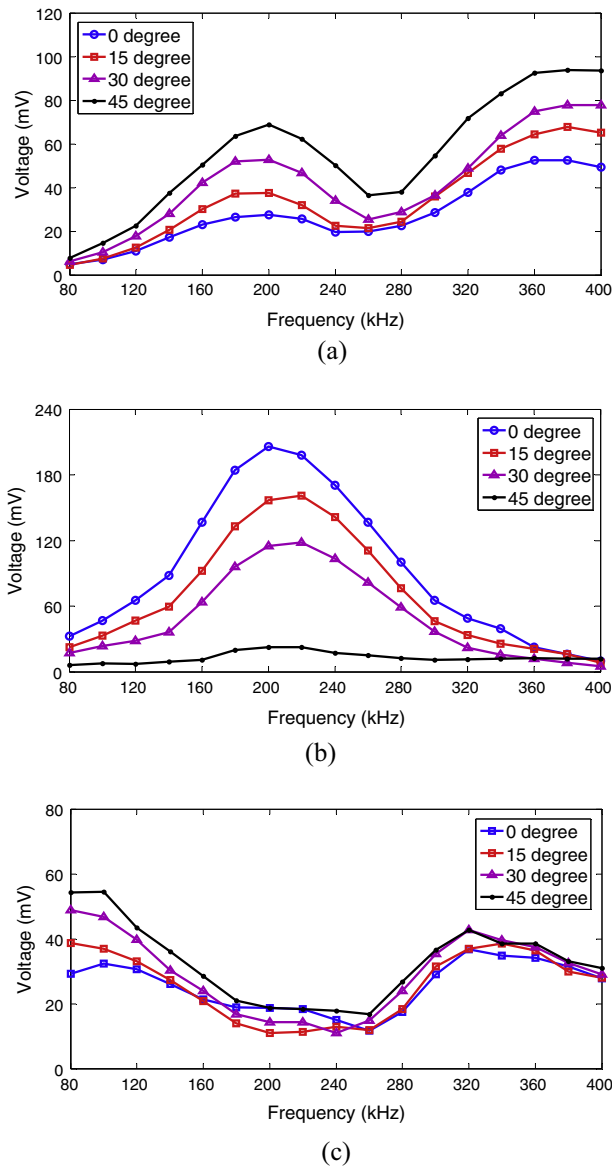 120
100
80
60
40
20
0
Voltage (mV)
0 degree
15 degree
30 degree
45 degree
80 120 160 200 240 280 320 360 400
Frequency (kHz)
(a)
240
180
120
60
0
Voltage (mV)
0 degree
15 degree
30 degree
45 degree
80 120 160 200 240 280 320 360 400
Frequency (kHz)
(b)
80
60
40
20
0
Voltage (mV)
0 degree
15 degree
30 degree
45 degree
80 120 160 200 240 280 320 360 400
Frequency (kHz)
(c)